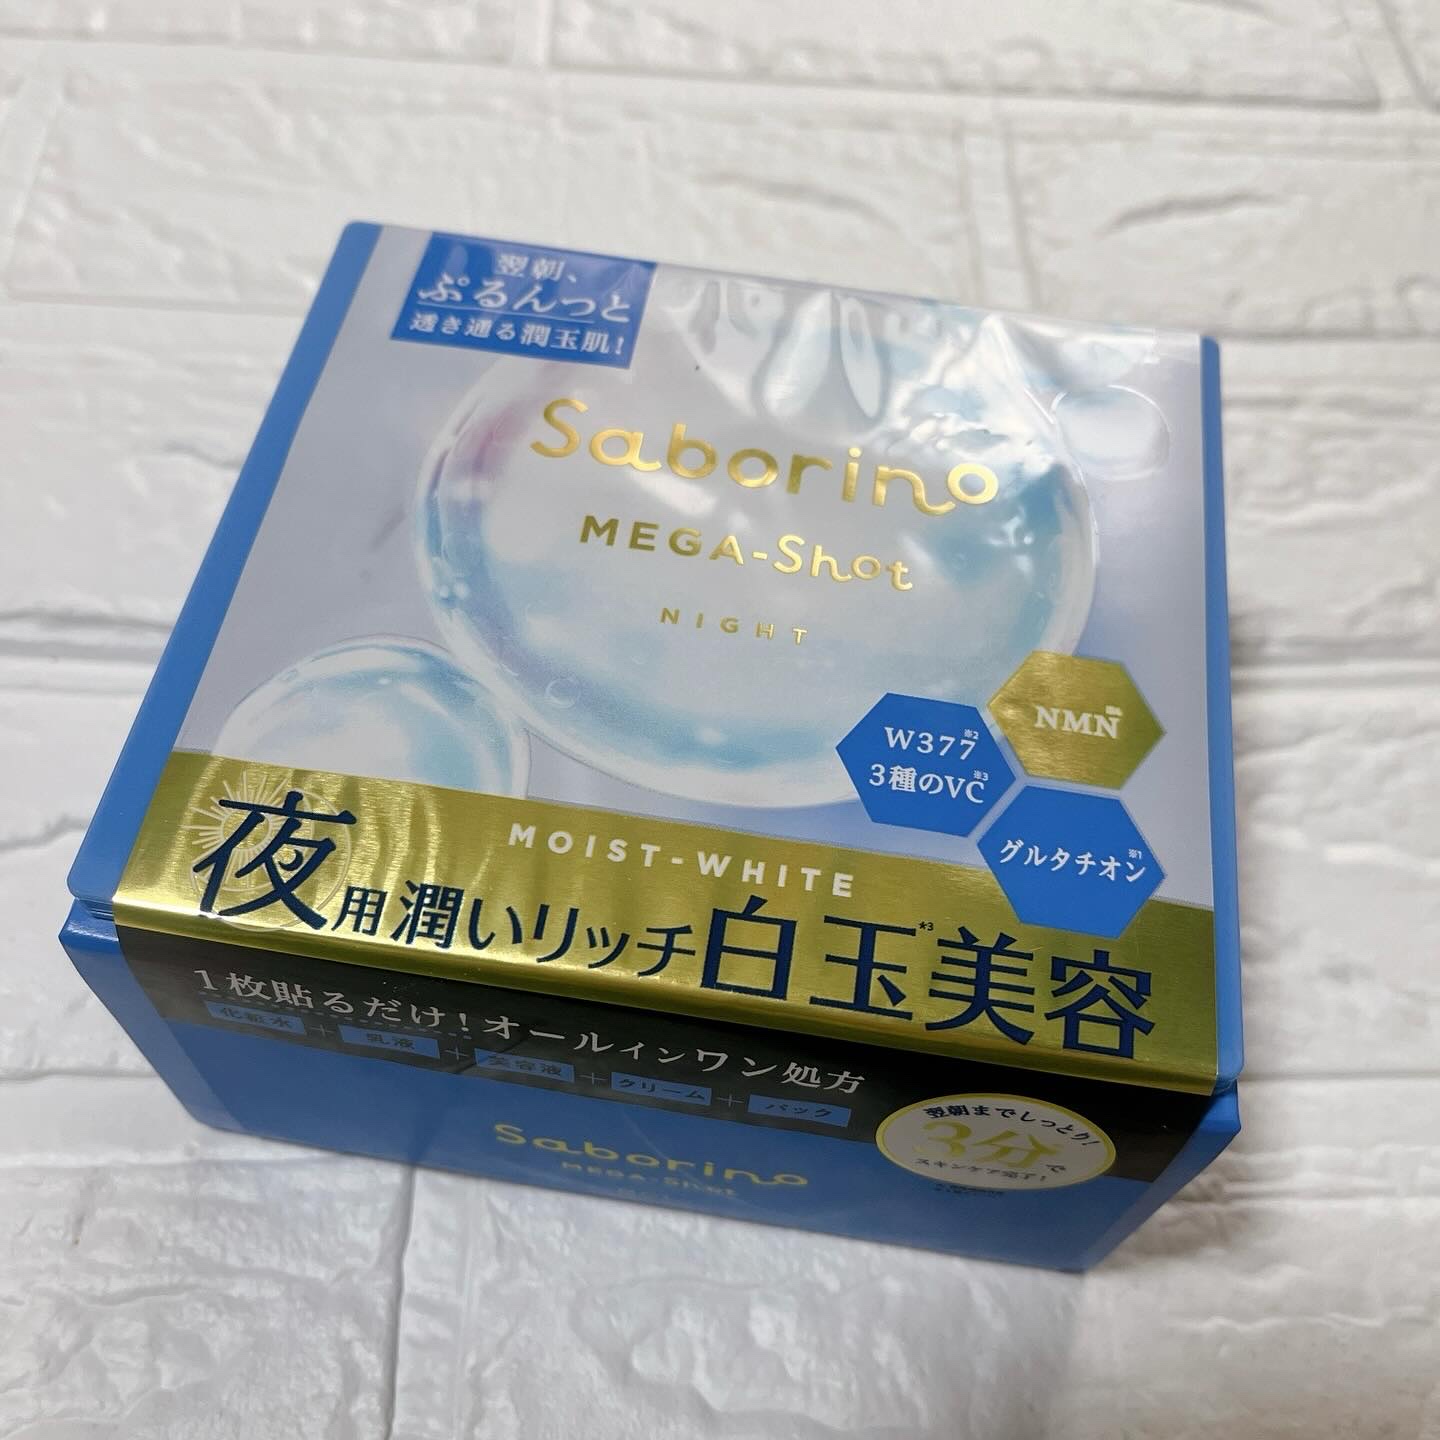 翌朝、
ぷるんっと
透き通る潤玉肌!
Saborino
MEGA-Shot
NIGHT
NMN
W377※2
3種のVC※3
グルタチオン※1
MOIST-WHITE
夜用潤いリッチ白玉*3美容
1枚貼るだけ!オールインワン処方
化粧水+乳液+美容液+クリーム+パック
翌朝までしっとり!
3分で
スキンケア完了!
Saborino
MEGA-Shot